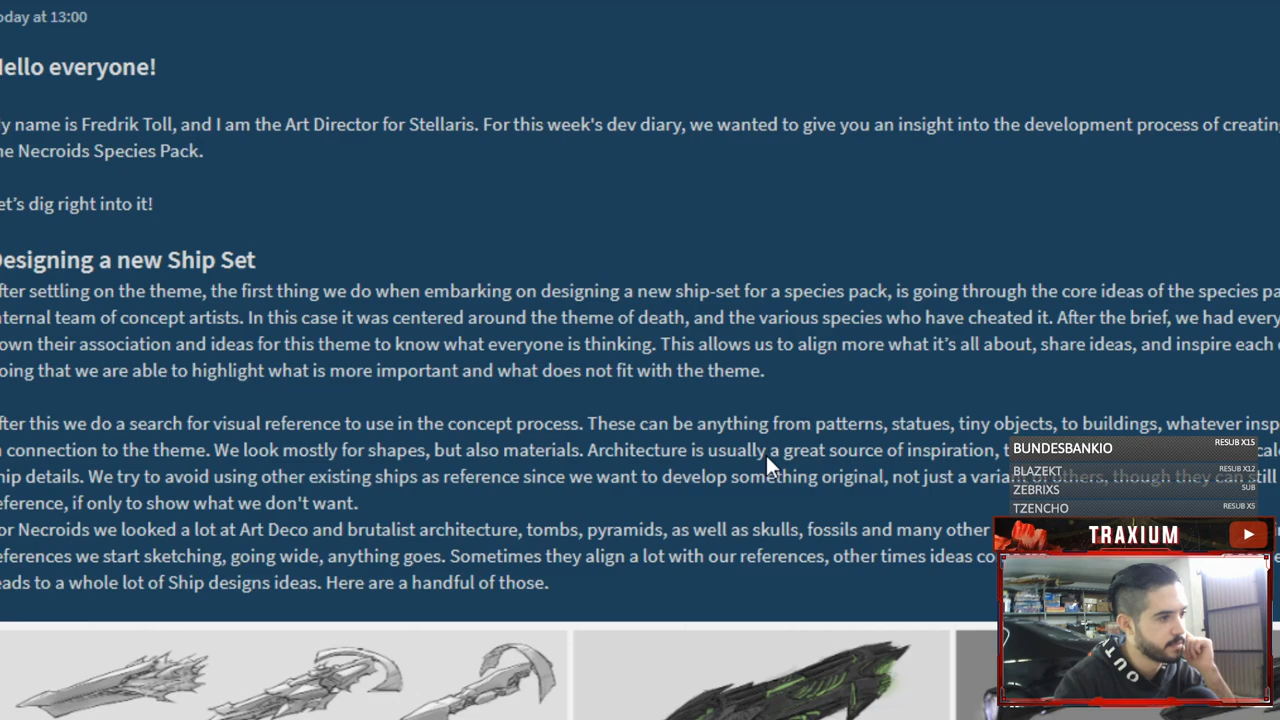 oday at 13:00
Hello everyone!
y name is Fredrik Toll, and I am the Art Director for Stellaris. For this week's dev diary, we wanted to give you an insight into the development process of creating
he Necroids Species Pack.
et's dig right into it!
Designing a new Ship Set
fter settling on the theme, the first thing we do when embarking on designing a new ship-set for a species pack, is going through the core ideas of the species pa
nternal team of concept artists. In this case it was centered around the theme of death, and the various species who have cheated it. After the brief, we had every
own their association and ideas for this theme to know what everyone is thinking. This allows us to align more what it's all about, share ideas, and inspire each
oing that we are able to highlight what is more important and what does not fit with the theme.
fter this we do a search for visual reference to use in the concept process. These can be anything from patterns, statues, tiny objects, to buildings, whatever insp
connection to the theme. We look mostly for shapes, but also materials. Architecture is usually a great source of inspiration, t
hip details. We try to avoid using other existing ships as reference since we want to develop something original, not just a variant of others, though they can still
eference, if only to show what we don't want.
or Necroids we looked a lot at Art Deco and brutalist architecture, tombs, pyramids, as well as skulls, fossils and many other
eferences we start sketching, going wide, anything goes. Sometimes they align a lot with our references, other times ideas co
eads to a whole lot of Ship designs ideas. Here are a handful of those.
BUNDESBANKIO RESUB X15
BLAZEKT RESUB X12
ZEBRIXS SUB
TZENCHO RESUB X5
TRAXIUM
OUTY